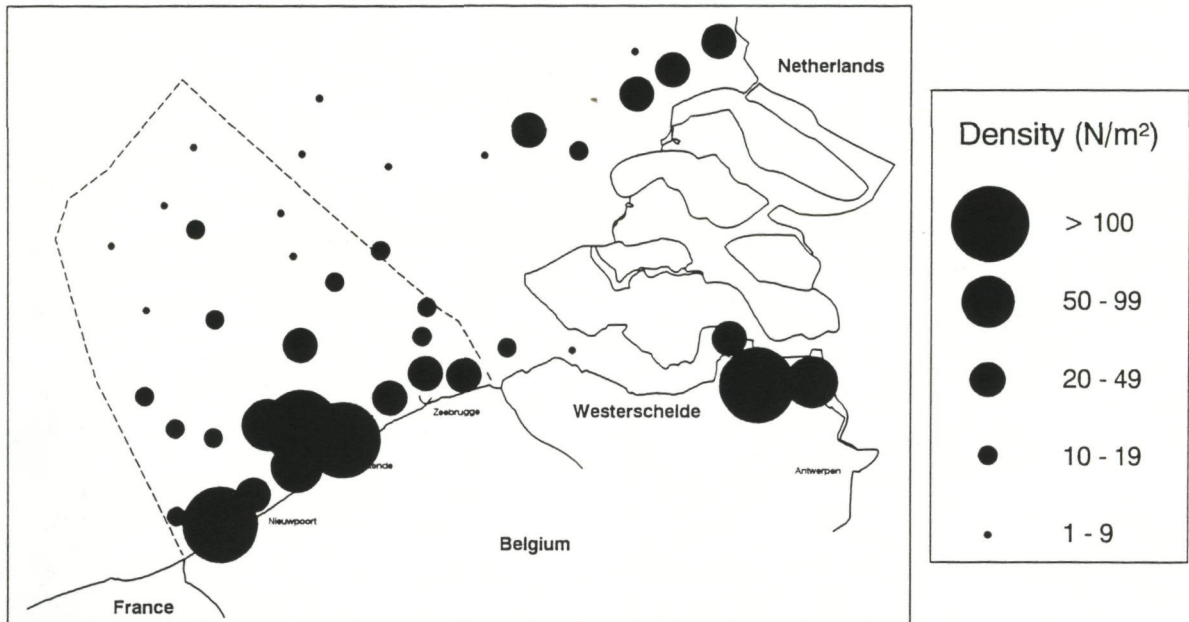 Netherlands
Density (N/m²)
> 100
50 - 99
20 - 49
10 - 19
1 - 9
Zeebrugge
Westerschelde
Antwerpen
Nieuwpoort
Belgium
France